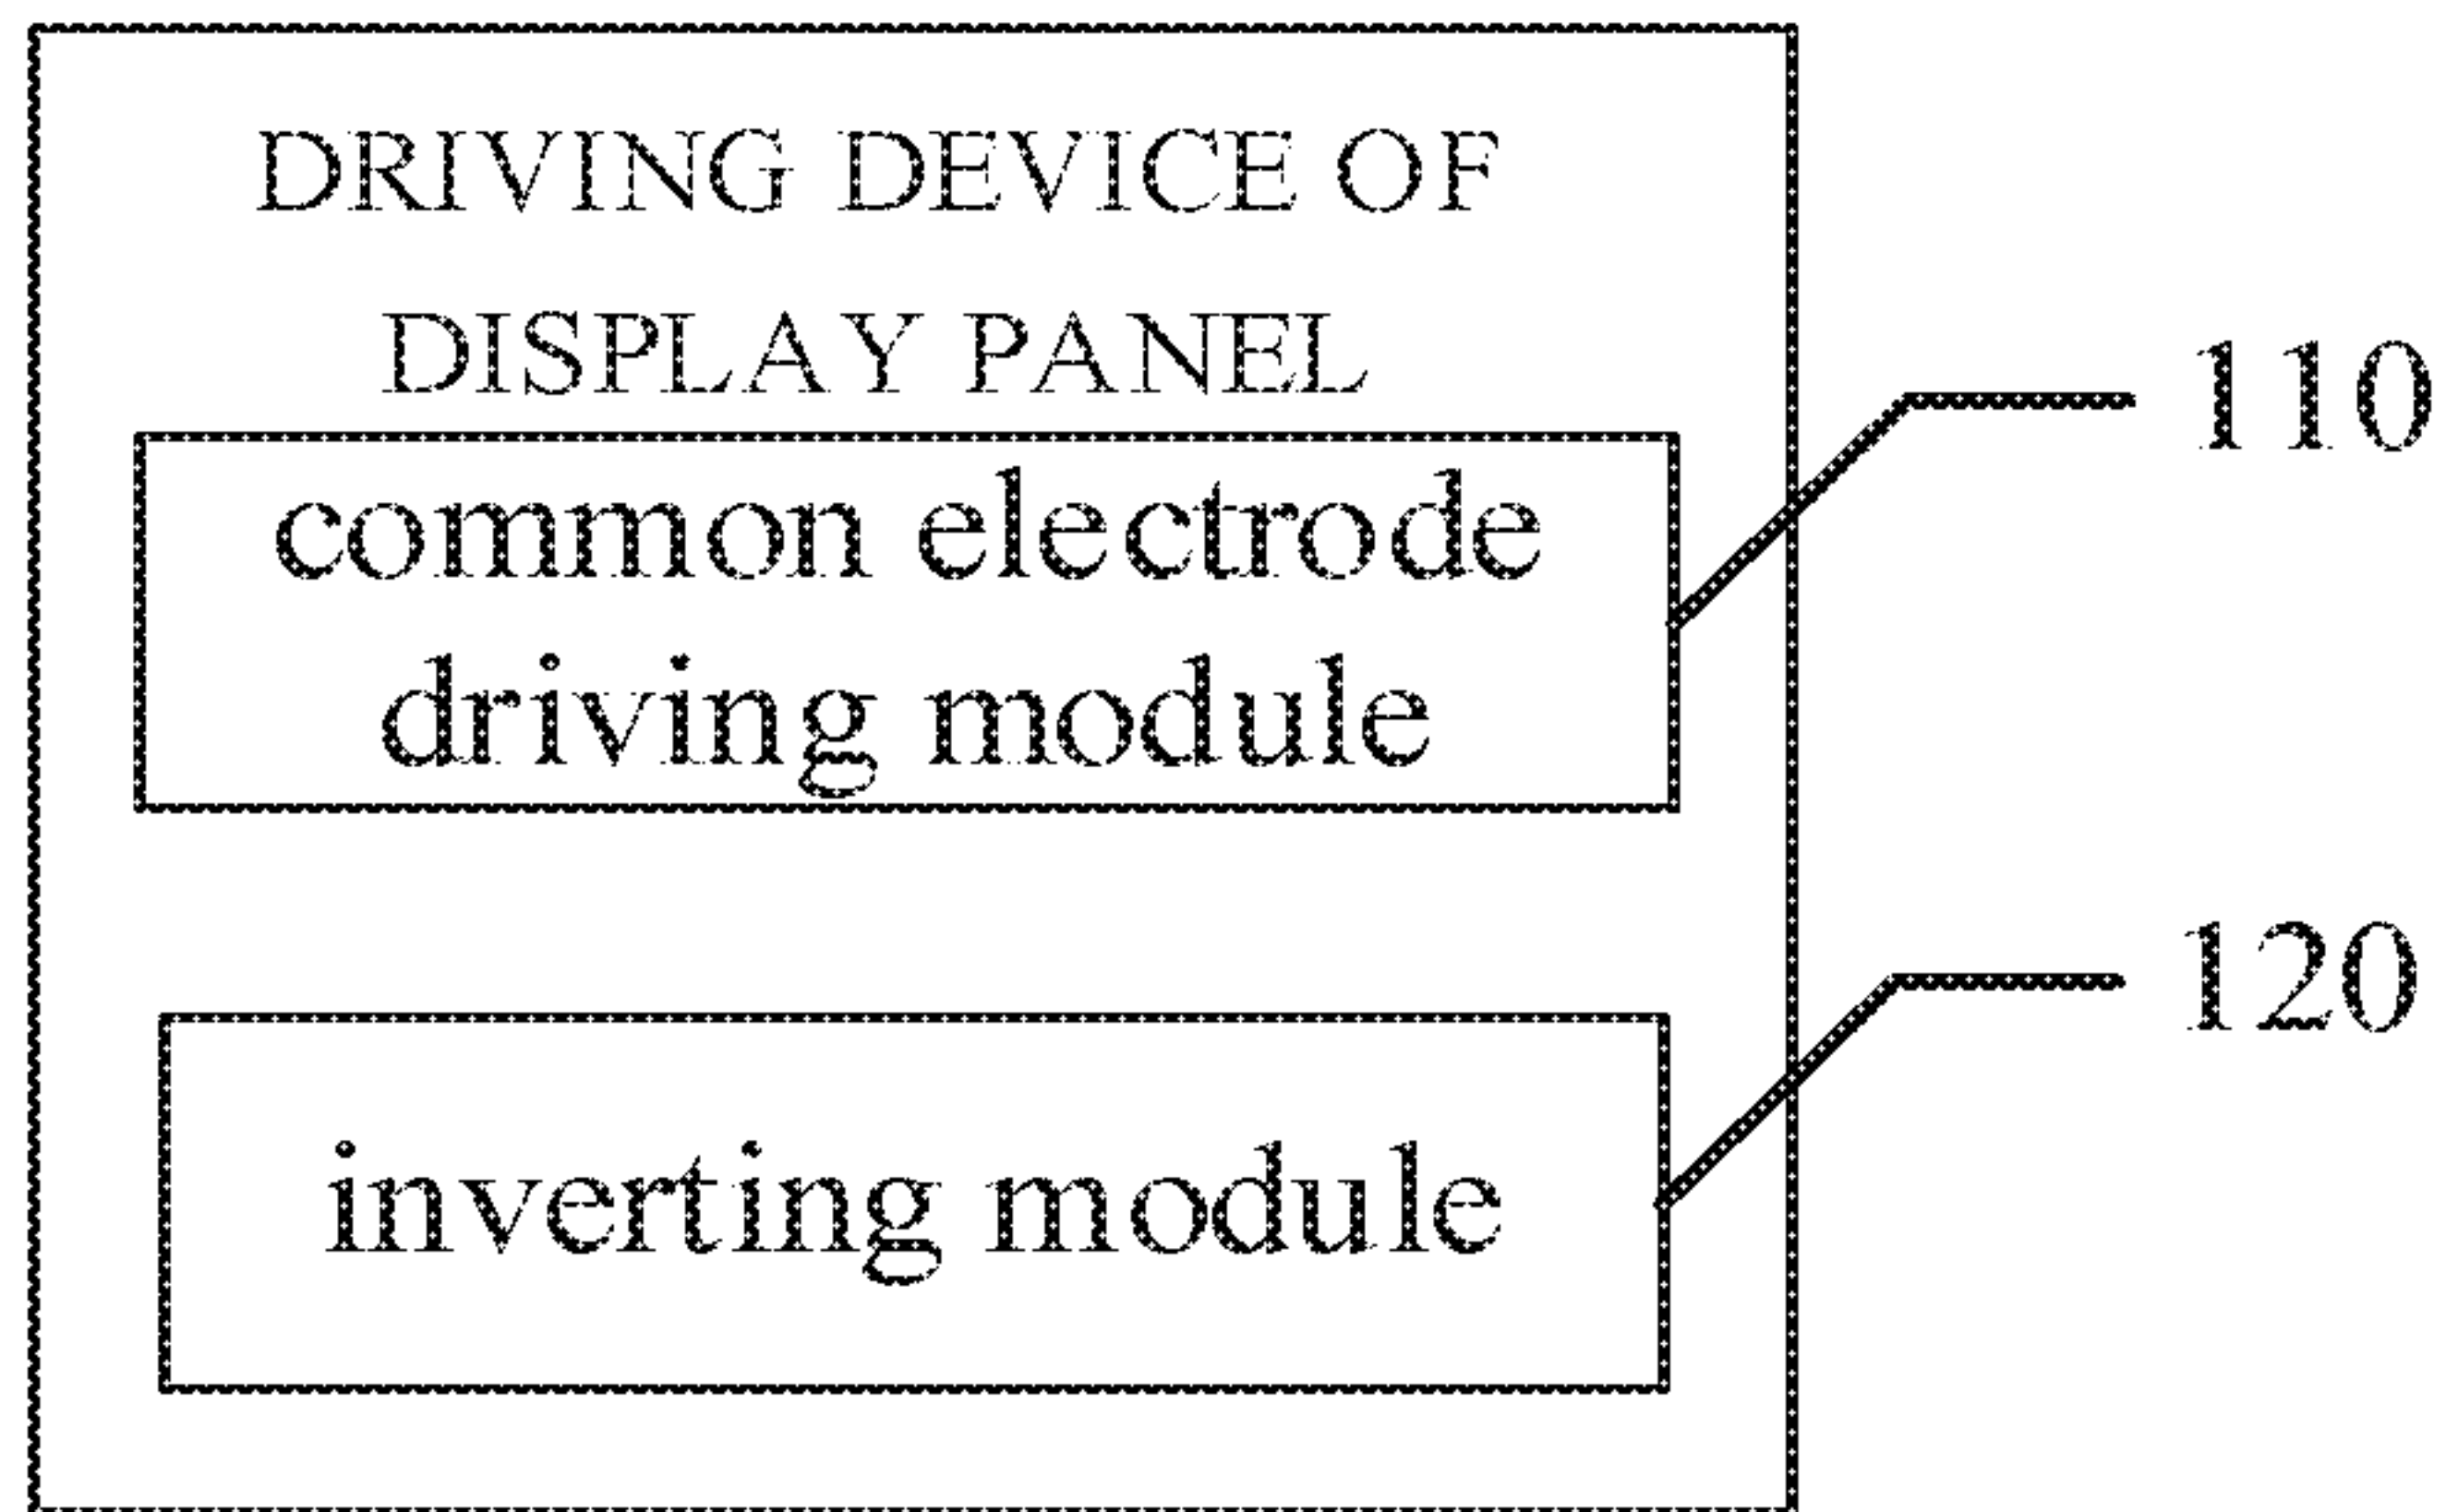 DRIVING DEVICE OF
DISPLAY PANEL
110
common electrode
driving module
120
inverting module